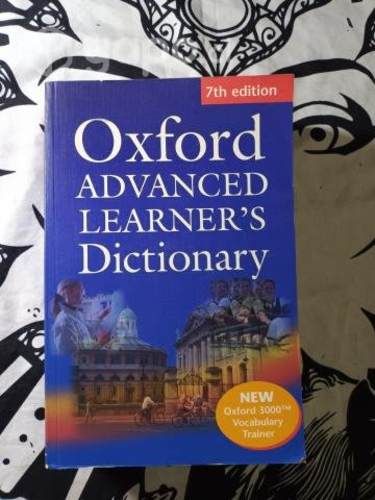 7th edition
Oxford
ADVANCED
LEARNER'S
Dictionary
NEW
Oxford 3000™
Vocabulary
Trainer